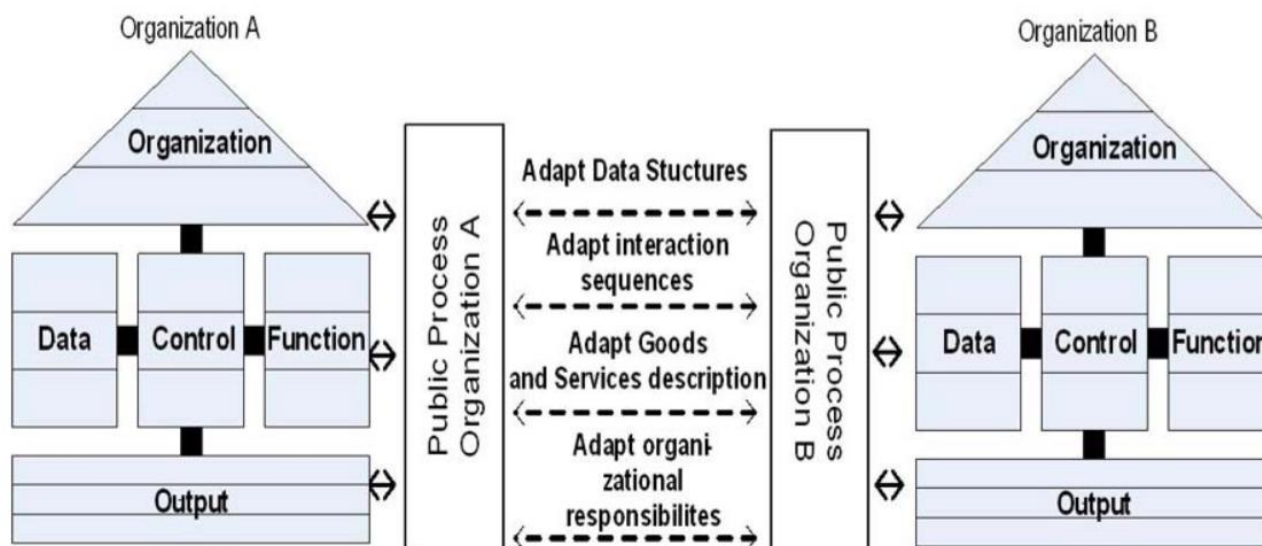 Organization A
Organization
Data
Control
Function
Output
Public Process
Organization A
Adapt Data Stuctures
Adapt interaction
sequences
Adapt Goods
and Services description
Adapt organi-
zational
responsibilites
Public Process
Organization B
Organization B
Organization
Data
Control
Function
Output